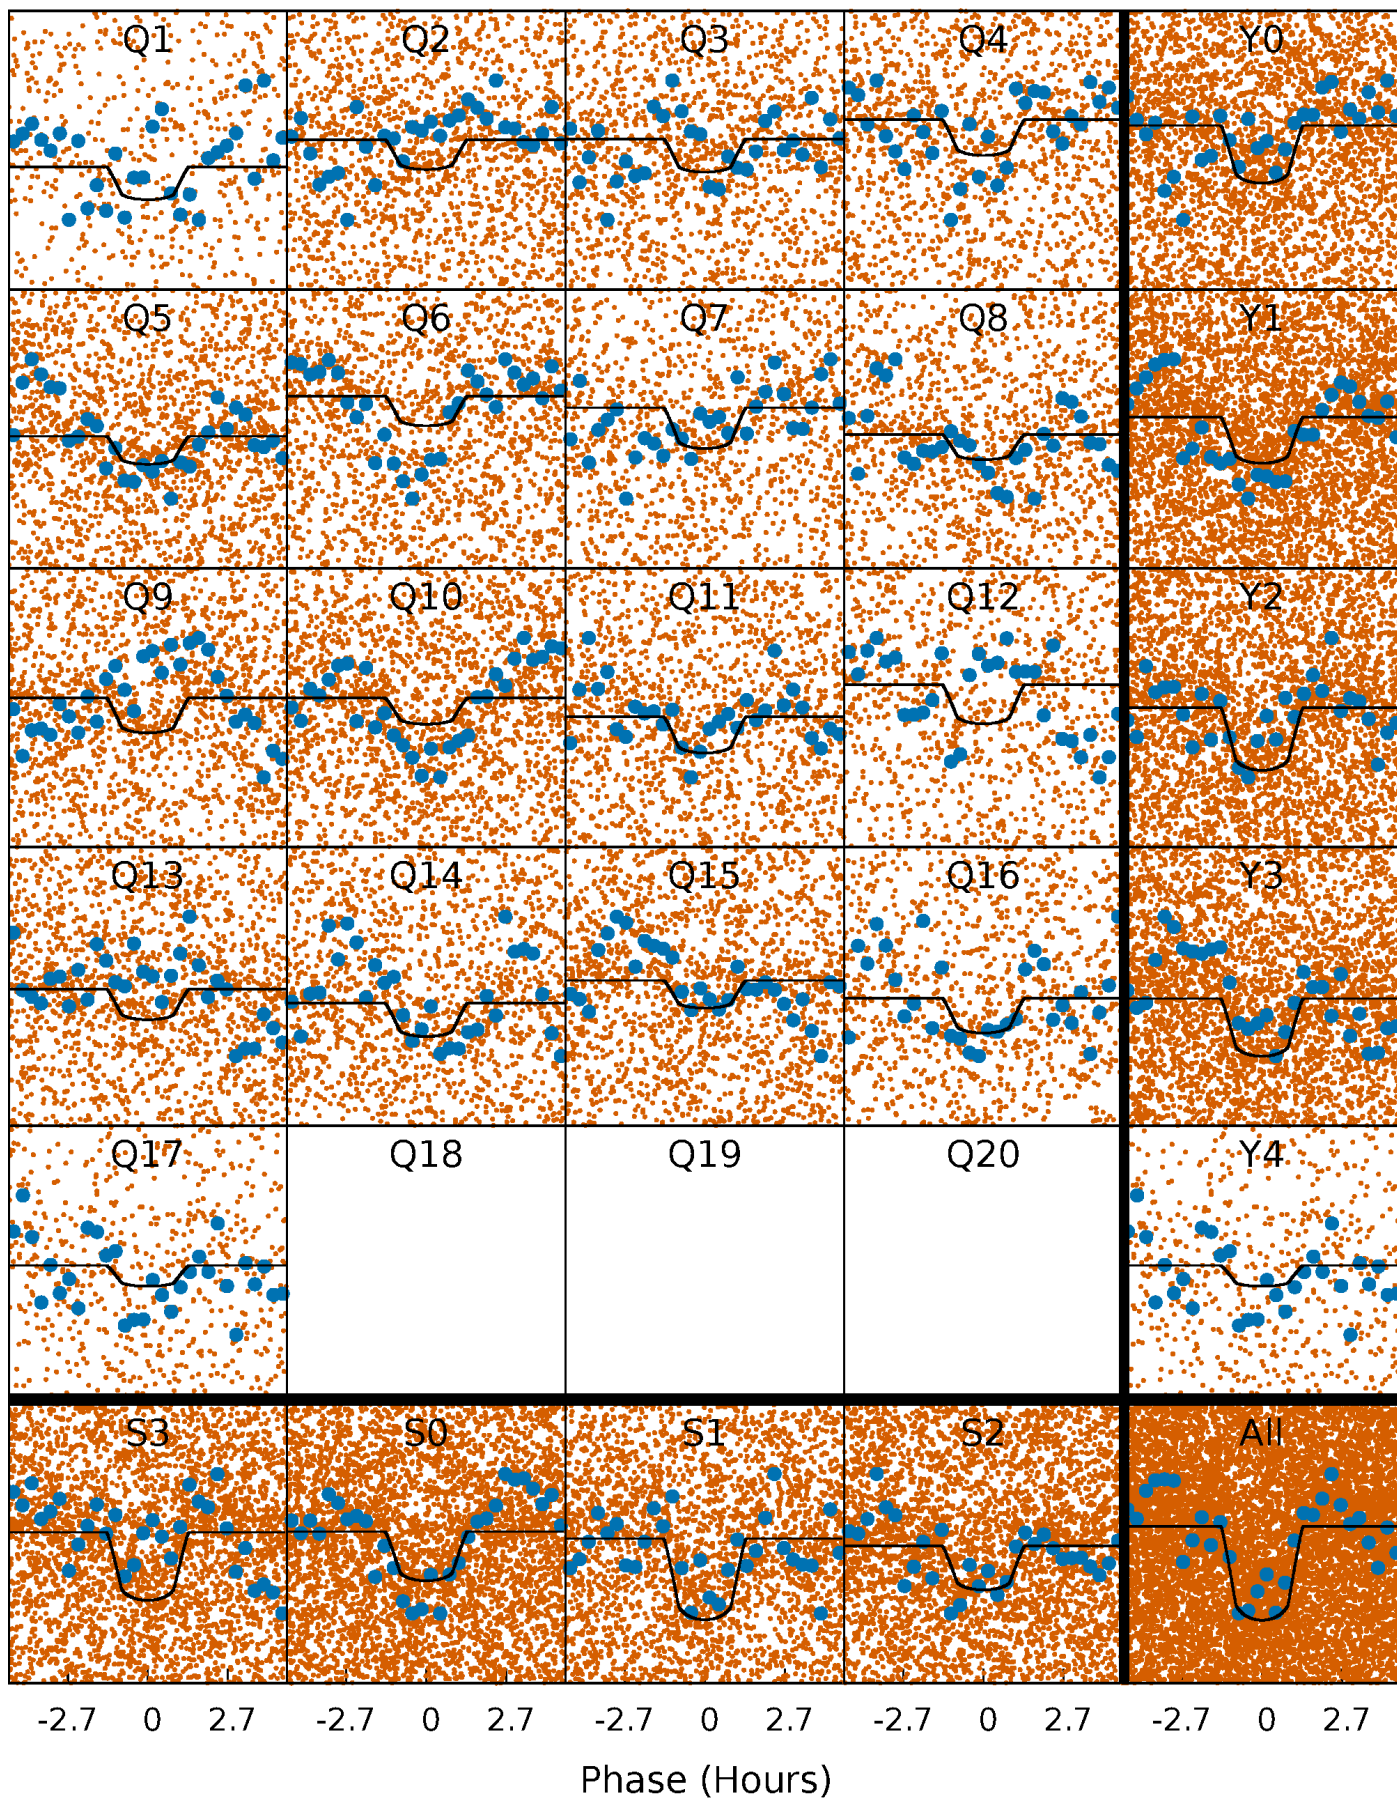 Q1 Q2 Q3 Q4 Y0
Q5 Q6 Q7 Q8 Y1
Q9 Q10 Q11 Q12 Y2
Q13 Q14 Q15 Q16 Y3
Q17 Q18 Q19 Q20 Y4
S3 S0 S1 S2 All
-2.7 0 2.7 -2.7 0 2.7 -2.7 0 2.7 -2.7 0 2.7 -2.7 0 2.7
Phase (Hours)